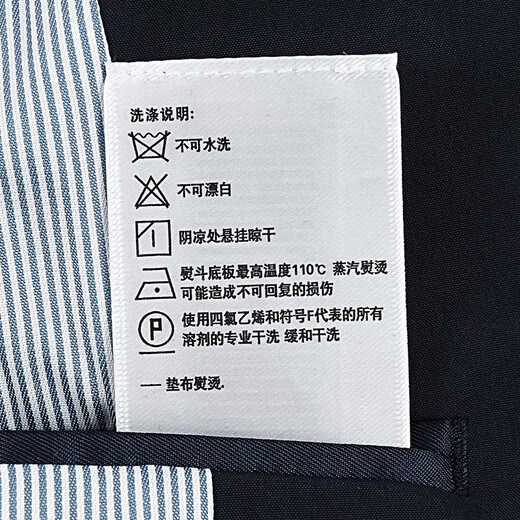 洗涤说明:
不可水洗
不可漂白
阴凉处悬挂晾干
熨斗底板最高温度110℃ 蒸汽熨烫
可能造成不可回复的损伤
P 使用四氯乙烯和符号F代表的所有
溶剂的专业干洗 缓和干洗
— 垫布熨烫.